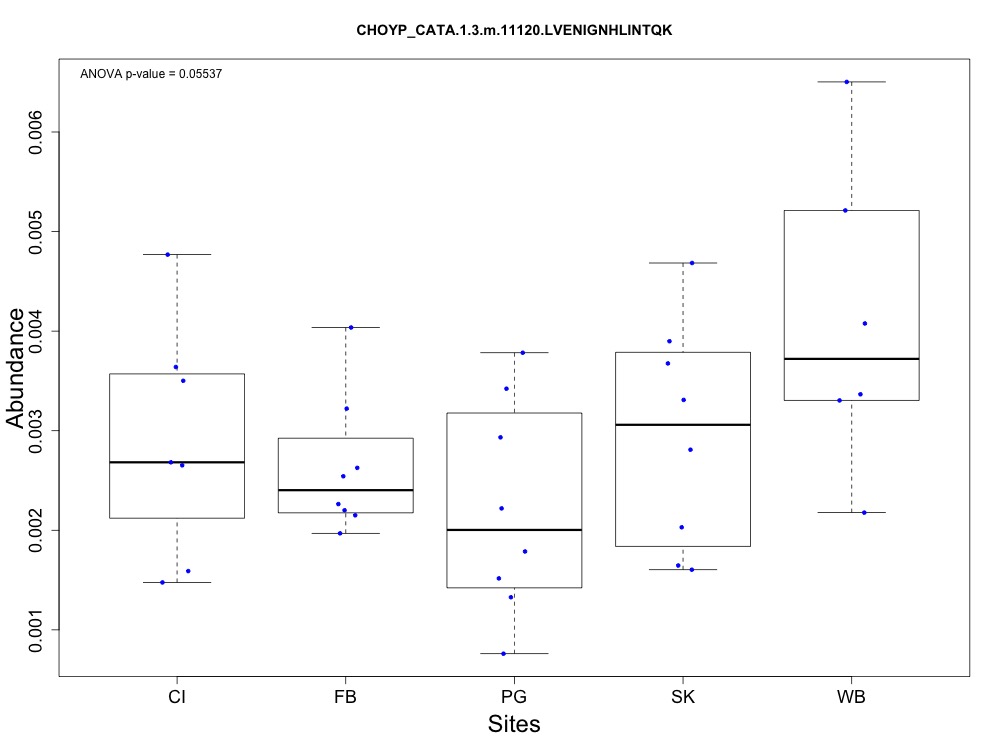 CHOYP_CATA.1.3.m.11120.LVENIGNHLINTQK
ANOVA p-value = 0.05537
Abundance
0.006
0.005
0.004
0.003
0.002
0.001
CI FB PG SK WB
Sites